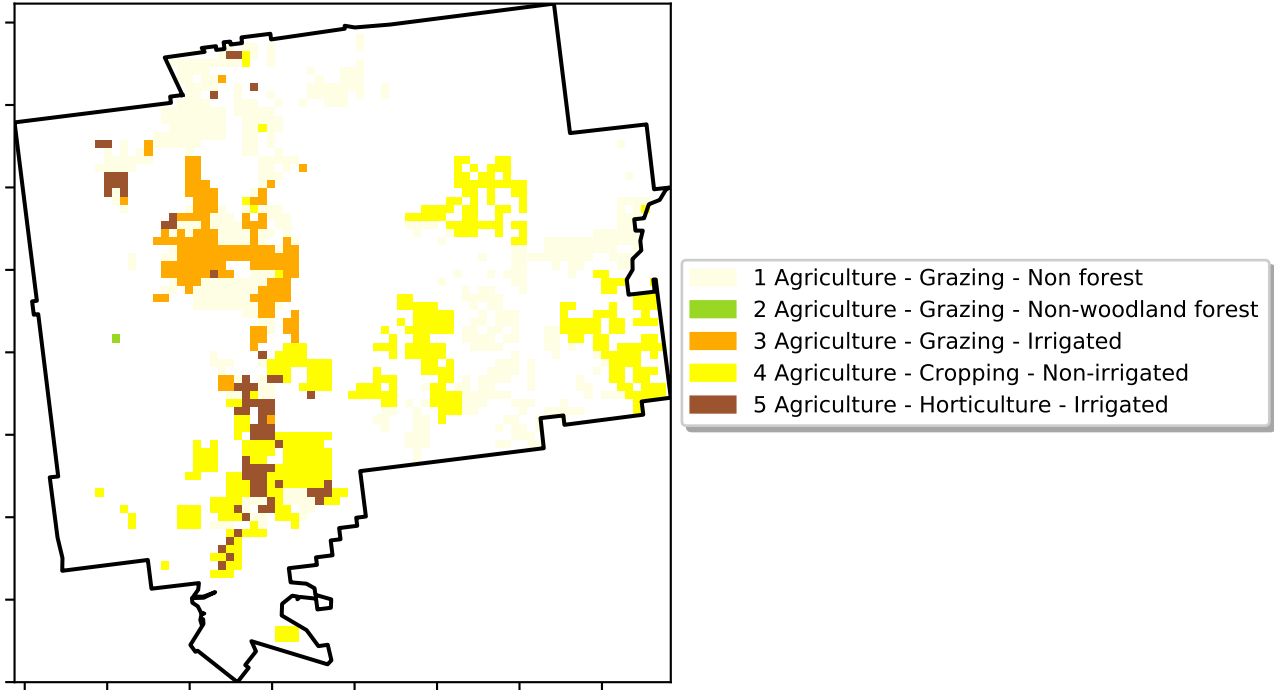 1 Agriculture - Grazing - Non forest
2 Agriculture - Grazing - Non-woodland forest
3 Agriculture - Grazing - Irrigated
4 Agriculture - Cropping - Non-irrigated
5 Agriculture - Horticulture - Irrigated